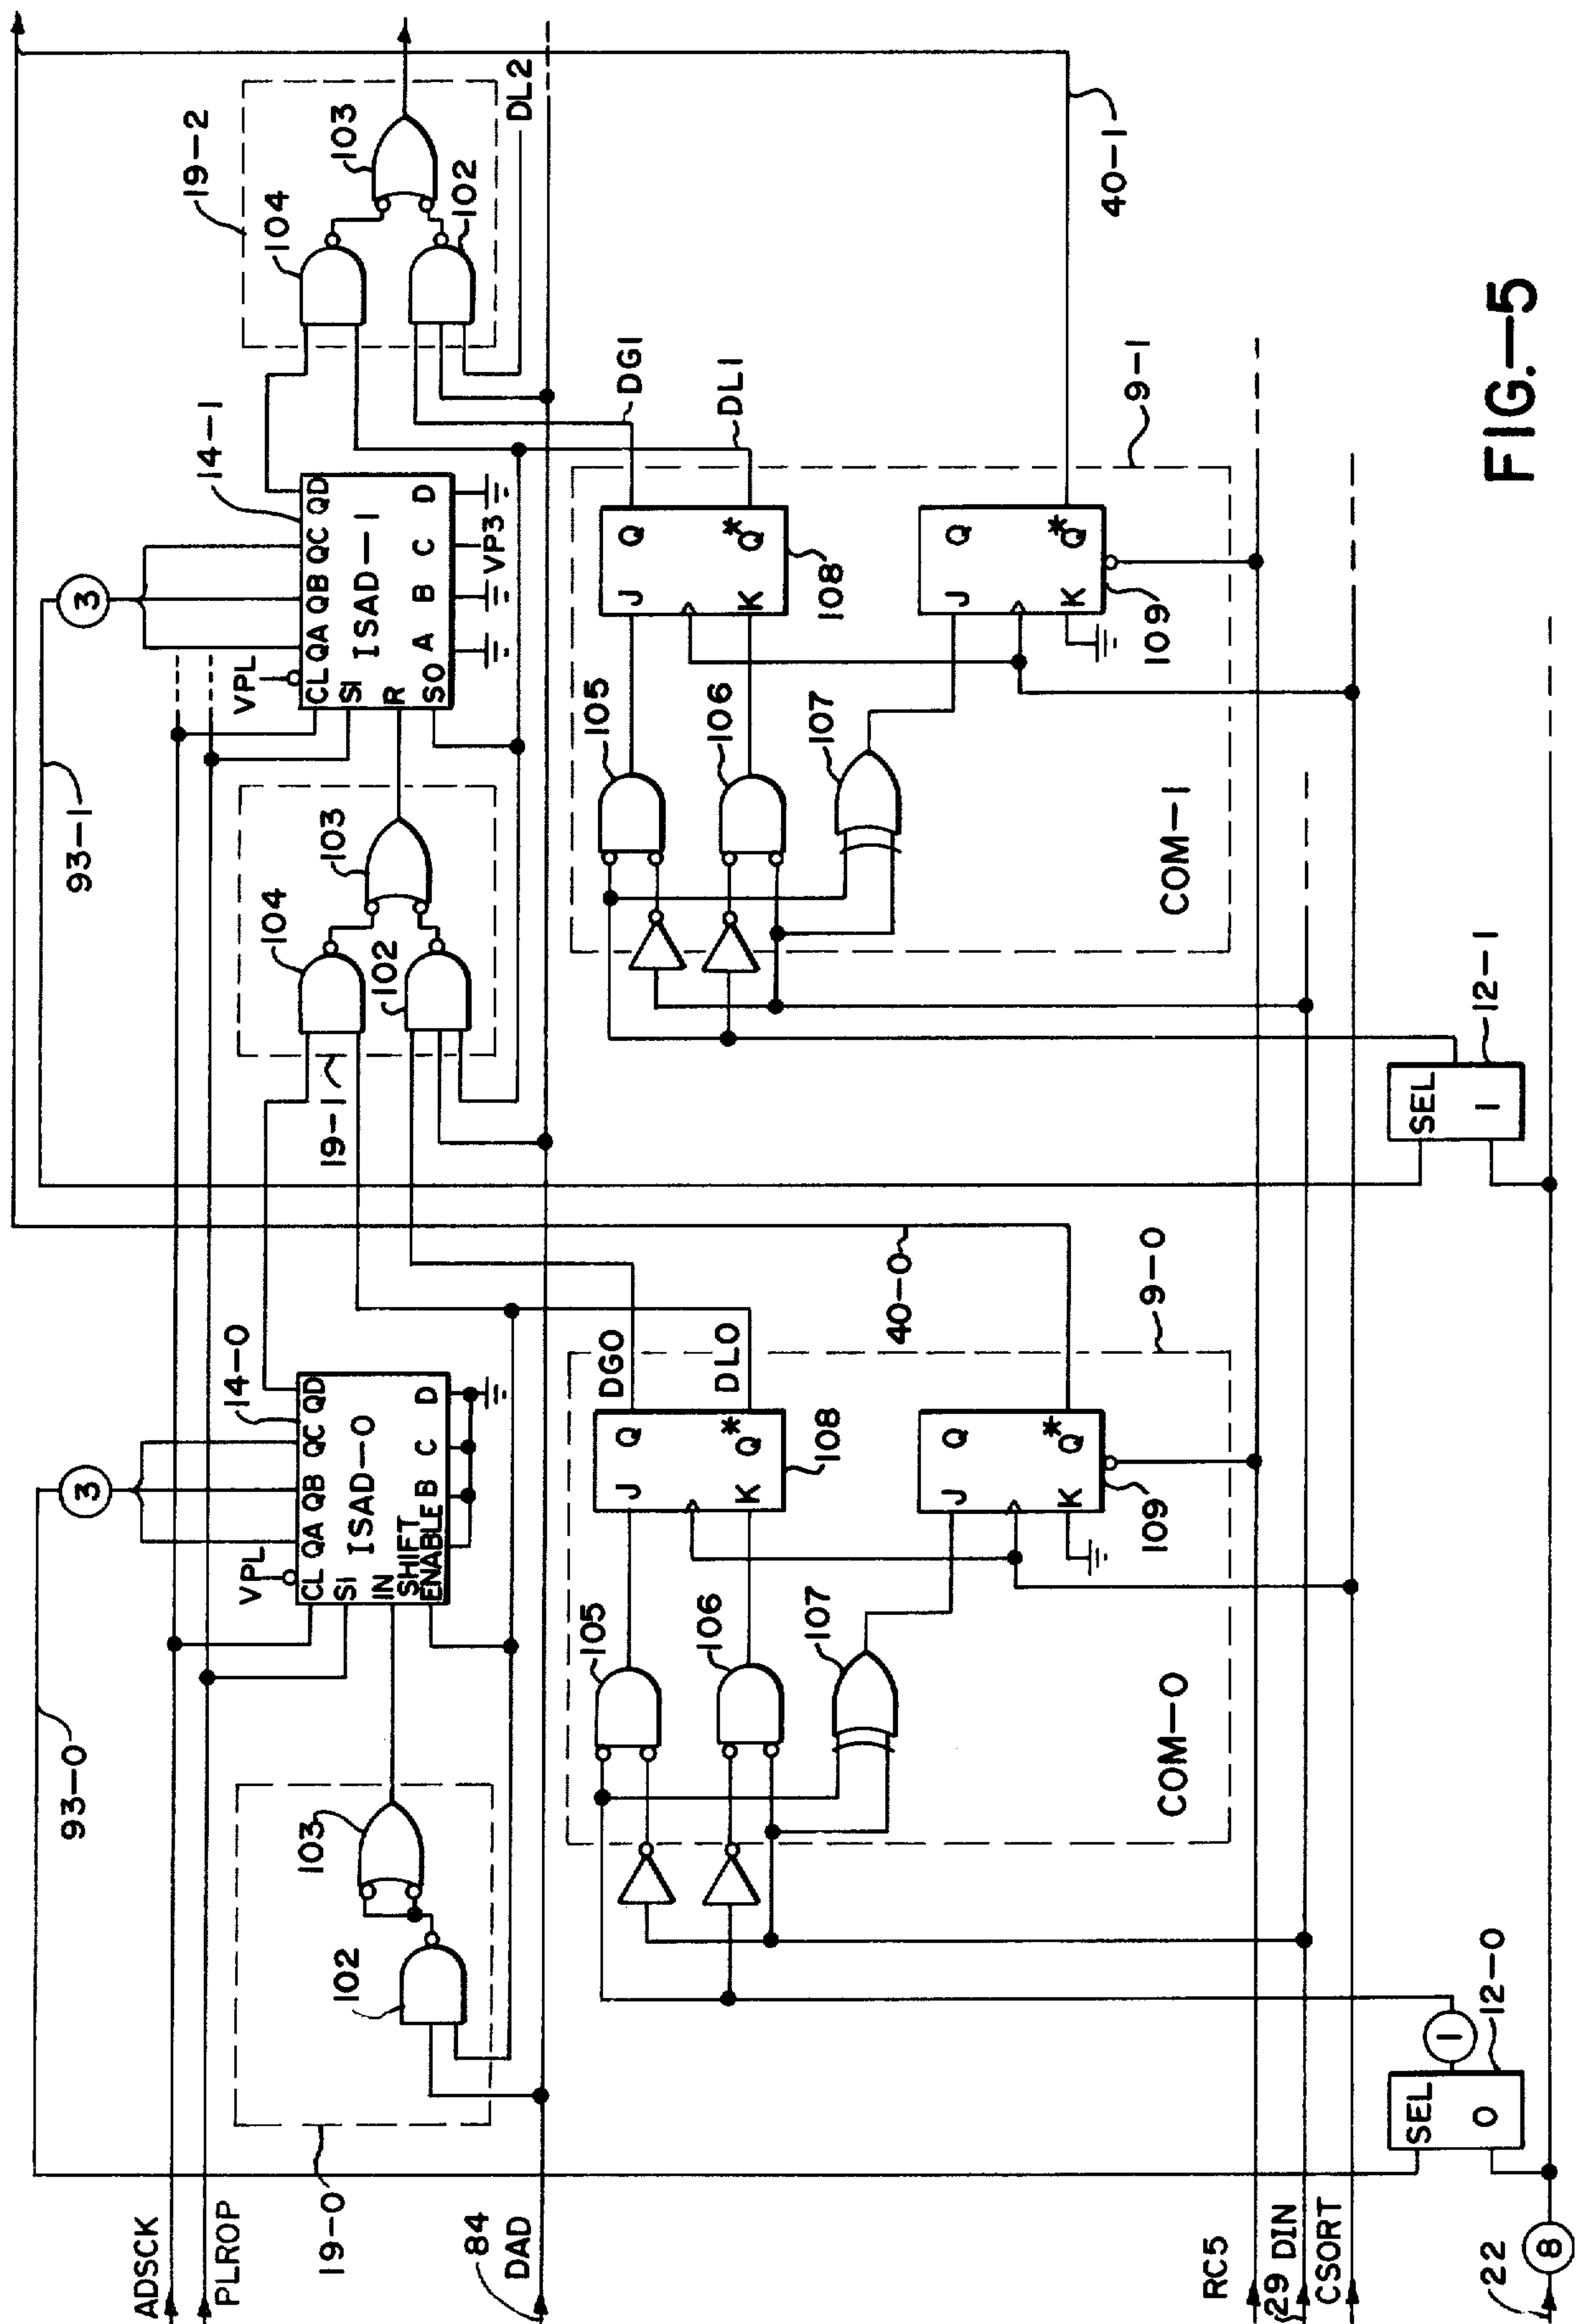 ADSCK
PLROP
19-0
84
DAD
102
103
93-0
3
VPL
14-0
CL QA QB QC QD
SI
ISAD-0
IN
SHIFT
ENABLE B C D
19-1
104
102
103
93-1
3
VPL
14-1
CL QA QB QC QD
SI
ISAD-1
R
SO A B C D
VP3
19-2
104
103
102
DL2
105
106
107
J Q
K Q*
108
DG0
DL0
J Q
K Q*
109
COM-0
9-0
40-0
105
106
107
J Q
K Q*
108
DG1
DL1
J Q
K Q*
109
COM-1
9-1
40-1
RC5
29 DIN
CSORT
22
8
SEL
0
1
12-0
SEL
1
12-1
FIG.-5